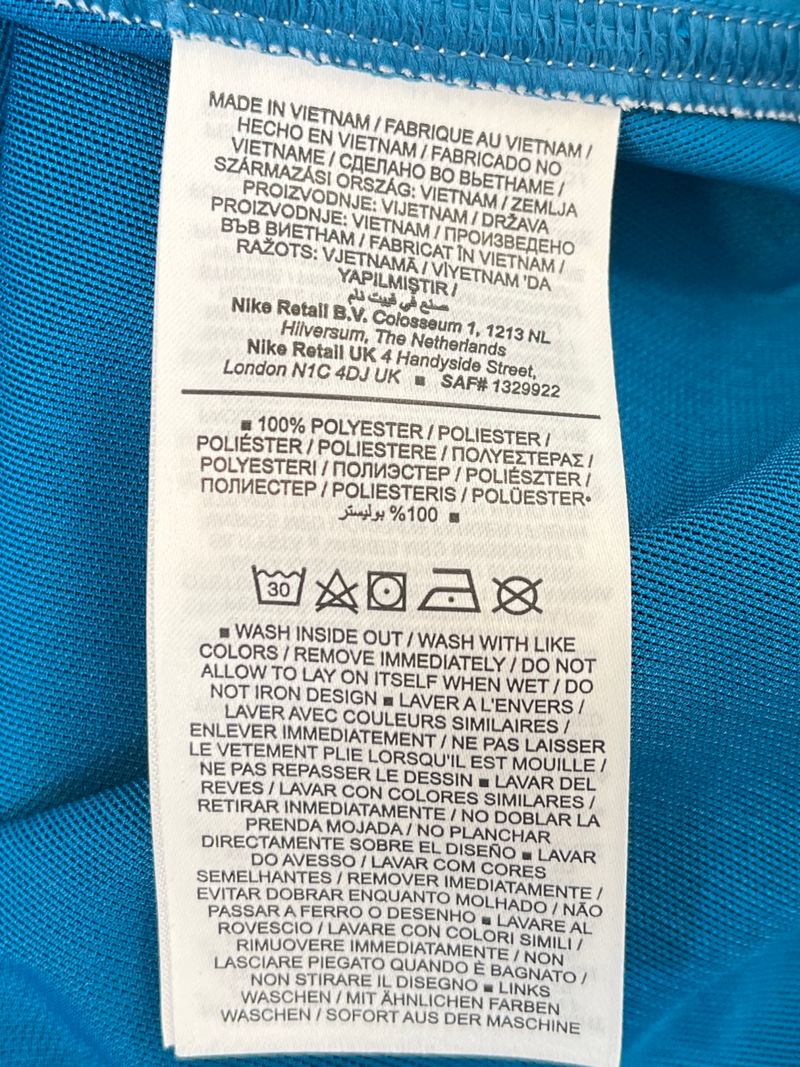 MADE IN VIETNAM / FABRIQUE AU VIETNAM /
HECHO EN VIETNAM / FABRICADO NO
VIETNAME / СДЕЛАНО ВО ВЬЕТНАМЕ /
SZÁRMAZÁSI ORSZÁG: VIETNAM / ZEMLJA
PROIZVODNJE: VIJETNAM / DRŽAVA
PROIZVODNJE: VIETNAM / ПРОИЗВЕДЕНО
ВЪВ ВИЕТНАМ / FABRICAT ÎN VIETNAM /
RAŽOTS: VJETNAMĀ / VİYETNAM 'DA
YAPILMIŞTIR /
صنع في فييت نام
Nike Retail B.V. Colosseum 1, 1213 NL
Hilversum, The Netherlands
Nike Retail UK 4 Handyside Street,
London N1C 4DJ UK ■ SAF# 1329922
■ 100% POLYESTER / POLIESTER /
POLIÉSTER / POLIESTERE / ΠΟΛΥΕΣΤΕΡΑΣ /
POLYESTERI / ПОЛИЭСТЕР / POLIÉSZTER /
ПОЛИЕСТЕР / POLIESTERIS / POLÜESTER•
100% بوليستر ■
30
■ WASH INSIDE OUT / WASH WITH LIKE
COLORS / REMOVE IMMEDIATELY / DO NOT
ALLOW TO LAY ON ITSELF WHEN WET / DO
NOT IRON DESIGN ■ LAVER A L'ENVERS /
LAVER AVEC COULEURS SIMILAIRES /
ENLEVER IMMEDIATEMENT / NE PAS LAISSER
LE VETEMENT PLIE LORSQU'IL EST MOUILLE /
NE PAS REPASSER LE DESSIN ■ LAVAR DEL
REVES / LAVAR CON COLORES SIMILARES /
RETIRAR INMEDIATAMENTE / NO DOBLAR LA
PRENDA MOJADA / NO PLANCHAR
DIRECTAMENTE SOBRE EL DISEÑO ■ LAVAR
DO AVESSO / LAVAR COM CORES
SEMELHANTES / REMOVER IMEDIATAMENTE /
EVITAR DOBRAR ENQUANTO MOLHADO / NÃO
PASSAR A FERRO O DESENHO ■ LAVARE AL
ROVESCIO / LAVARE CON COLORI SIMILI /
RIMUOVERE IMMEDIATAMENTE / NON
LASCIARE PIEGATO QUANDO È BAGNATO /
NON STIRARE IL DISEGNO ■ LINKS
WASCHEN / MIT ÄHNLICHEN FARBEN
WASCHEN / SOFORT AUS DER MASCHINE